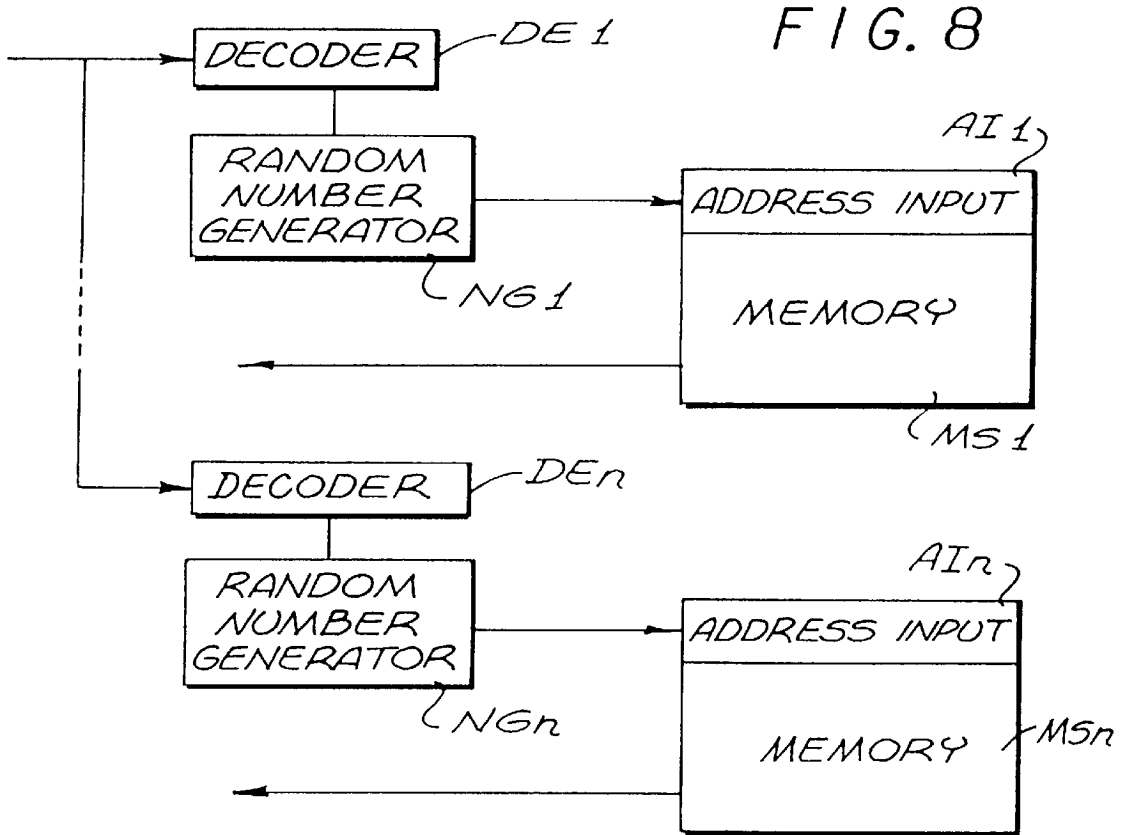 FIG. 8
DECODER
DE1
RANDOM
NUMBER
GENERATOR
NG1
AI1
ADDRESS INPUT
MEMORY
MS1
DECODER
DEn
RANDOM
NUMBER
GENERATOR
NGn
AIn
ADDRESS INPUT
MEMORY
MSn